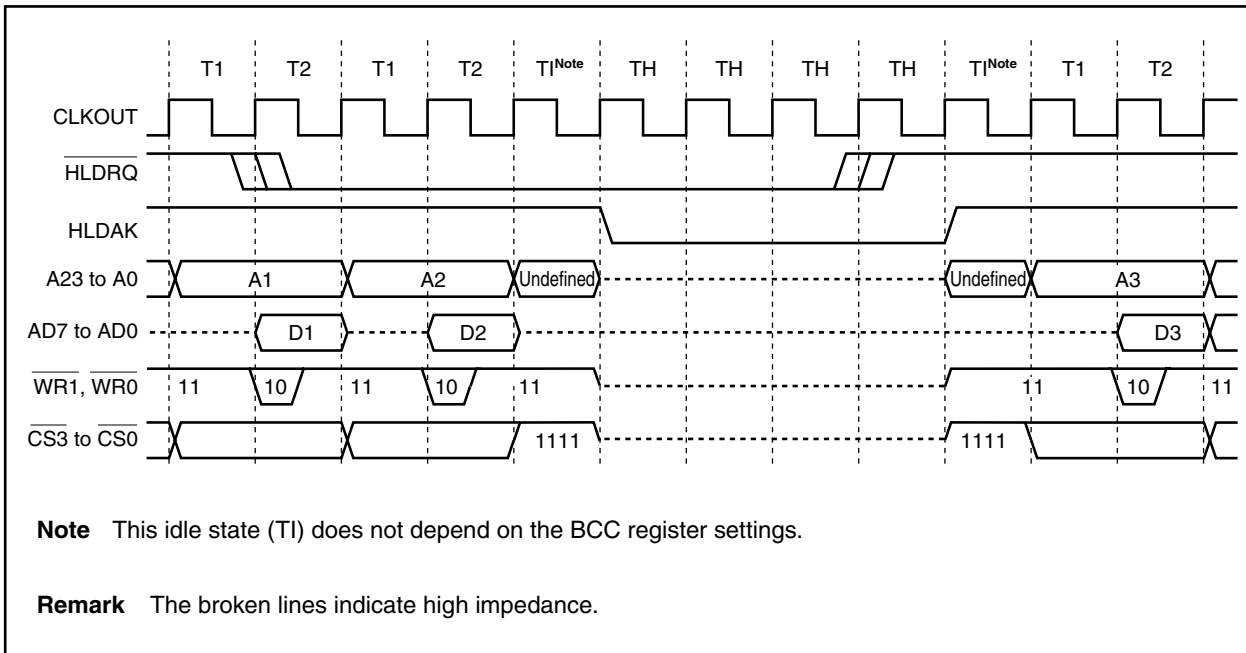 T1 T2 T1 T2 TINote TH TH TH TH TINote T1 T2
CLKOUT
HLDRQ
HLDAK
A23 to A0 A1 A2 Undefined Undefined A3
AD7 to AD0 D1 D2 D3
WR1, WR0 11 10 11 10 11 11 10 11
CS3 to CS0 1111 1111
Note This idle state (TI) does not depend on the BCC register settings.
Remark The broken lines indicate high impedance.